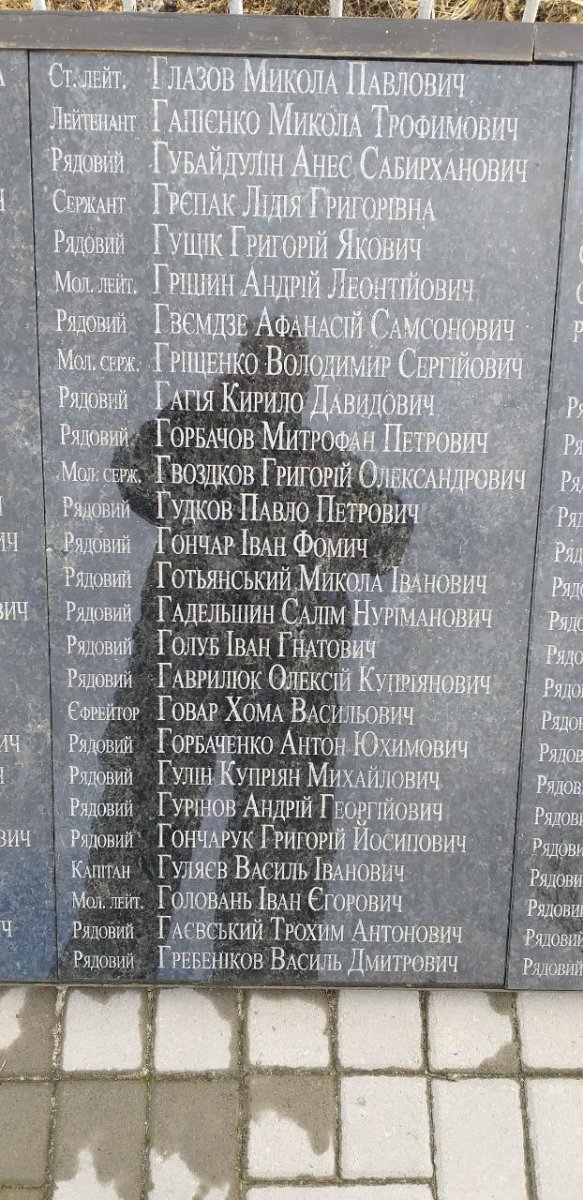 Ст. лейт. Глазов Микола Павлович
Лейтенант Гапієнко Микола Трофимович
Рядовий Губайдулін Анес Сабирханович
Сержант Грєпак Лідія Григорівна
Рядовий Гущік Григорій Якович
Мол. лейт. Грішин Андрій Леонтійович
Рядовий Гвємдзе Афанасій Самсонович
Мол. серж. Гріщенко Володимир Сергійович
Рядовий Гагія Кирило Давидович
Рядовий Горбачов Митрофан Петрович
Мол. серж. Гвоздков Григорій Олександрович
Рядовий Гудков Павло Петрович
Рядовий Гончар Іван Фомич
Рядовий Готьянський Микола Іванович
Рядовий Гадельшин Салім Нуріманович
Рядовий Голуб Іван Гнатович
Рядовий Гаврилюк Олексій Купріянович
Єфрейтор Говар Хома Васильович
Рядовий Горбаченко Антон Юхимович
Рядовий Гулін Купріян Михайлович
Рядовий Гурінов Андрій Георгійович
Рядовий Гончарук Григорій Йосипович
Капітан Гуляєв Василь Іванович
Мол. лейт. Головань Іван Єгорович
Рядовий Гаєвський Трохим Антонович
Рядовий Гребеніков Василь Дмитрович